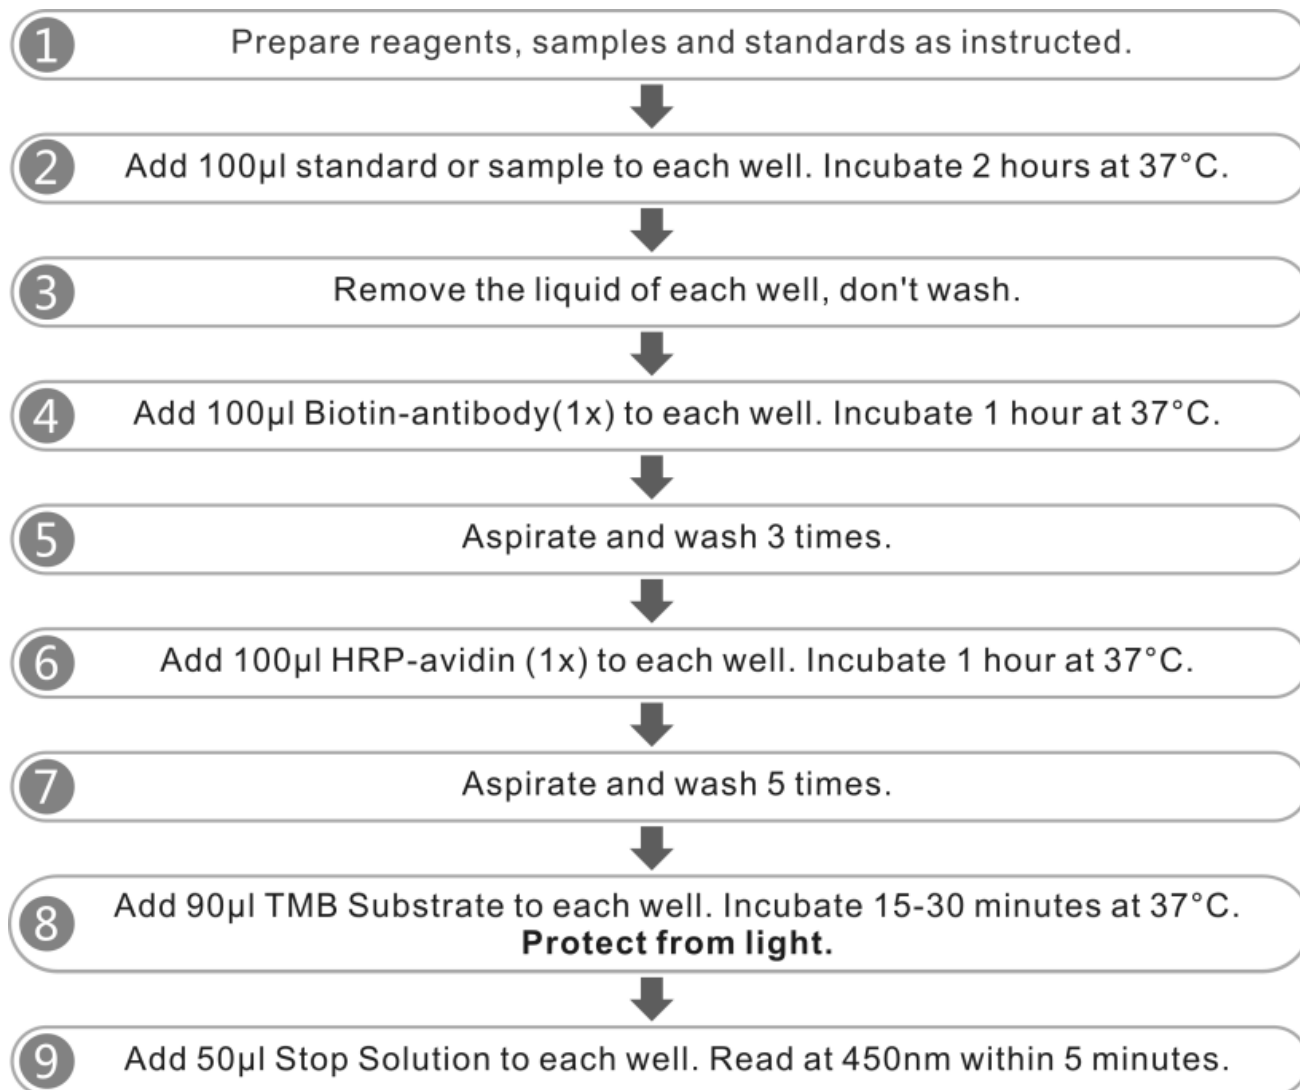 1 Prepare reagents, samples and standards as instructed.
2 Add 100µl standard or sample to each well. Incubate 2 hours at 37°C.
3 Remove the liquid of each well, don't wash.
4 Add 100µl Biotin-antibody(1x) to each well. Incubate 1 hour at 37°C.
5 Aspirate and wash 3 times.
6 Add 100µl HRP-avidin (1x) to each well. Incubate 1 hour at 37°C.
7 Aspirate and wash 5 times.
8 Add 90µl TMB Substrate to each well. Incubate 15-30 minutes at 37°C.
Protect from light.
9 Add 50µl Stop Solution to each well. Read at 450nm within 5 minutes.